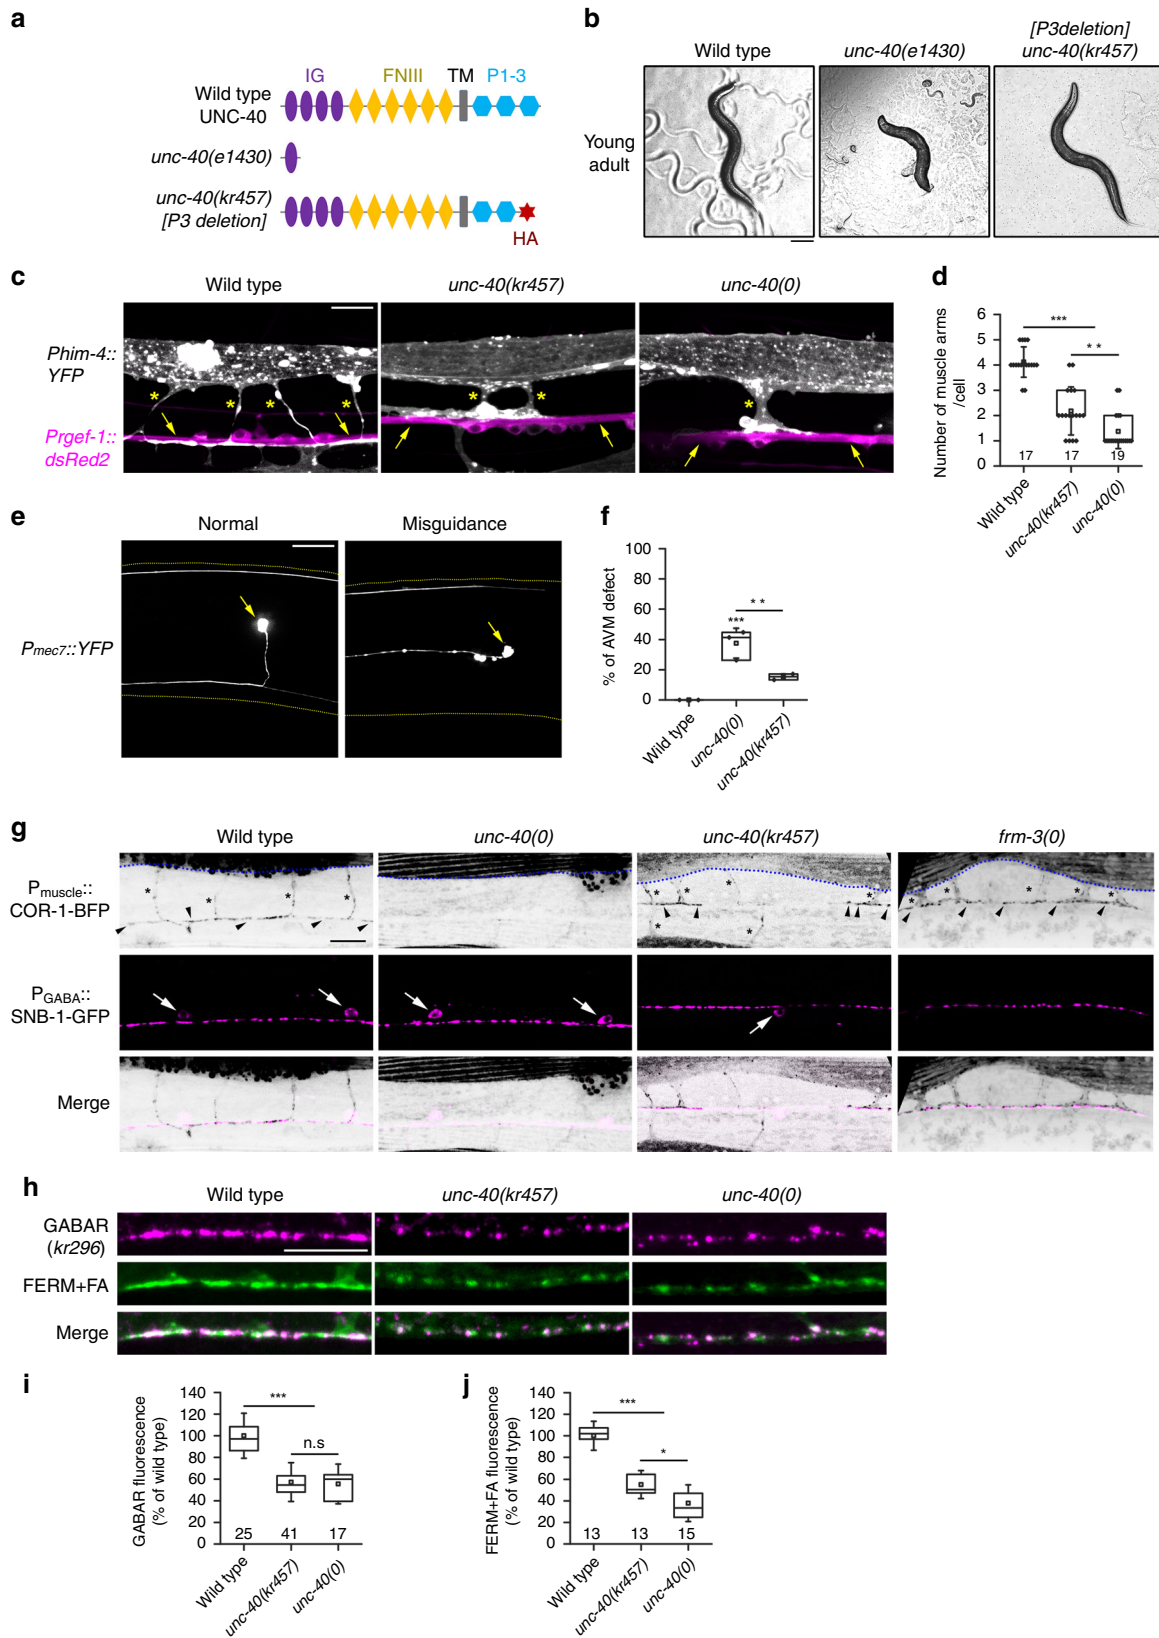 a
IG FNIII TM P1-3
Wild type
UNC-40
unc-40(e1430)
unc-40(kr457)
[P3 deletion]
HA
b
Wild type unc-40(e1430) [P3deletion]
unc-40(kr457)
Young
adult
c
Wild type unc-40(kr457) unc-40(0)
Phim-4::
YFP
Prgef-1::
dsRed2
* * * * * * *
d
Number of muscle arms
/cell
6
5
4
3
2
1
0
***
**
17 17 19
Wild type unc-40(kr457) unc-40(0)
e
Normal Misguidance
Pmec7::YFP
f
% of AVM defect
100
80
60
40
20
0
***
**
Wild type unc-40(0) unc-40(kr457)
g
Wild type unc-40(0) unc-40(kr457) frm-3(0)
Pmuscle::
COR-1-BFP
PGABA::
SNB-1-GFP
Merge
h
Wild type unc-40(kr457) unc-40(0)
GABAR
(kr296)
FERM+FA
Merge
i
GABAR fluorescence
(% of wild type)
140
120
100
80
60
40
20
0
***
n.s
25 41 17
Wild type unc-40(kr457) unc-40(0)
j
FERM+FA fluorescence
(% of wild type)
140
120
100
80
60
40
20
0
***
*
13 13 15
Wild type unc-40(kr457) unc-40(0)